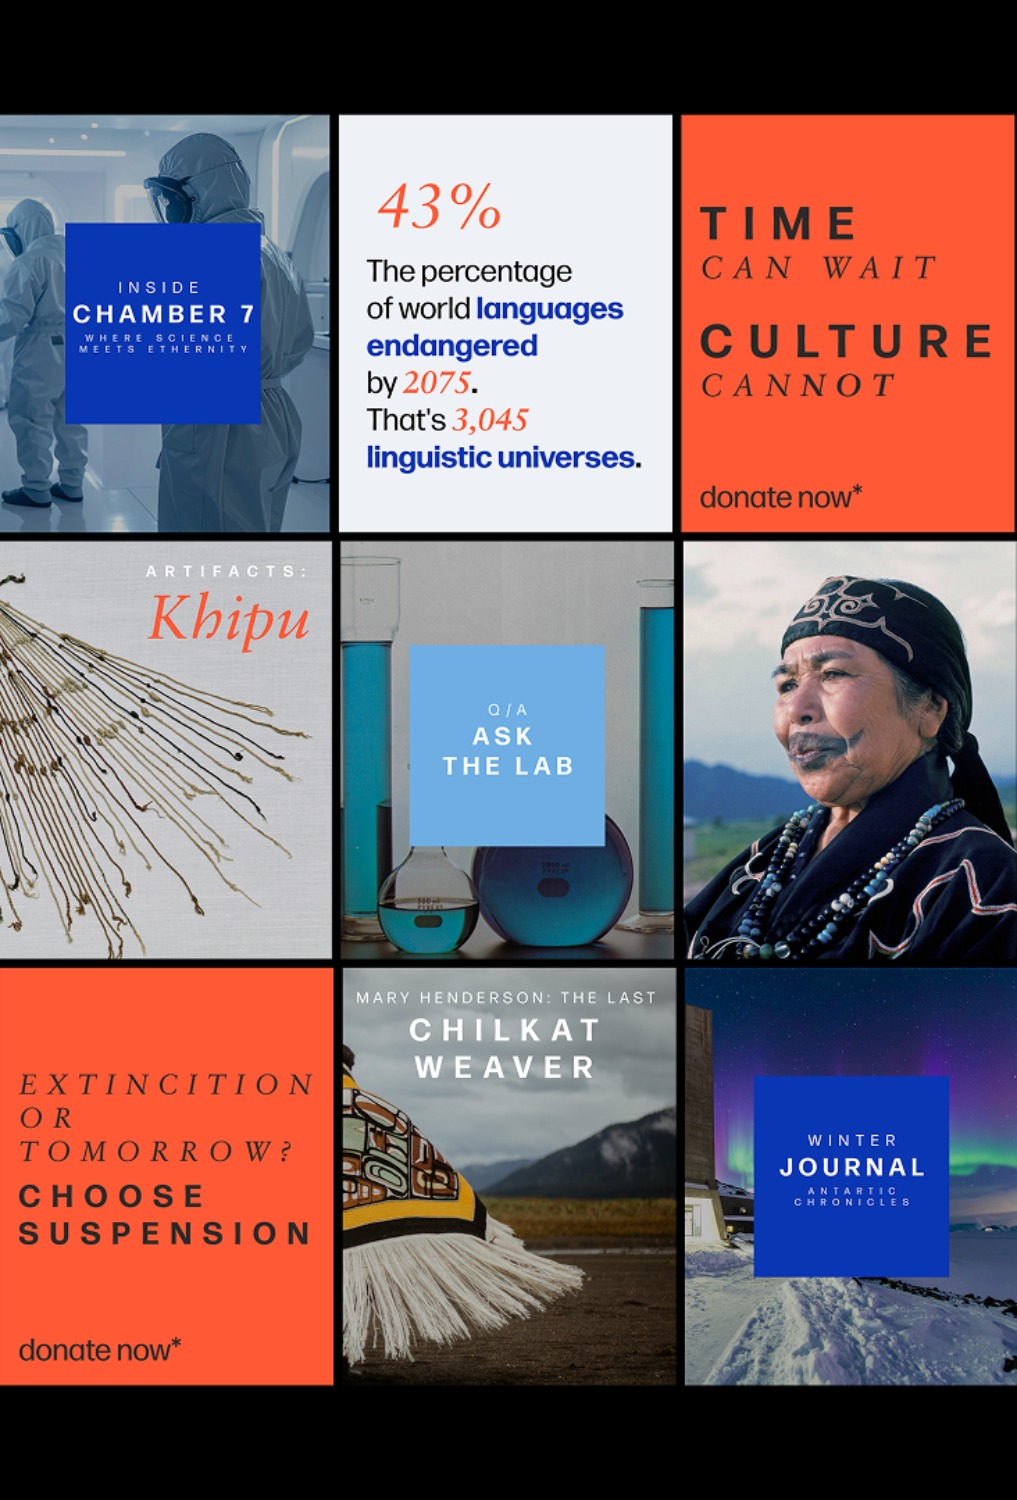 INSIDE
CHAMBER 7
WHERE SCIENCE
MEETS ETHERNITY
43%
The percentage
of world languages
endangered
by 2075.
That's 3,045
linguistic universes.
TIME
CAN WAIT
CULTURE
CANNOT
donate now*
ARTIFACTS:
Khipu
Q/A
ASK
THE LAB
MARY HENDERSON: THE LAST
CHILKAT
WEAVER
EXTINCITION
OR
TOMORROW?
CHOOSE
SUSPENSION
donate now*
WINTER
JOURNAL
ANTARTIC
CHRONICLES